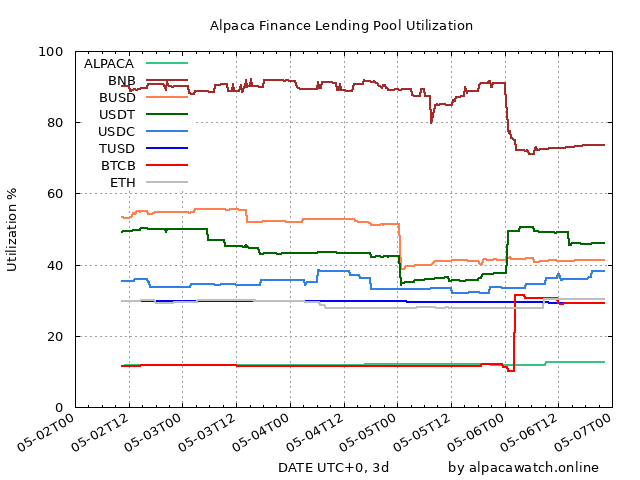 Alpaca Finance Lending Pool Utilization
100
80
60
40
20
0
Utilization %
ALPACA
BNB
BUSD
USDT
USDC
TUSD
BTCB
ETH
05-02T00
05-02T12
05-03T00
05-03T12
05-04T00
05-04T12
05-05T00
05-05T12
05-06T00
05-06T12
05-07T00
DATE UTC+0, 3d
by alpacawatch.online